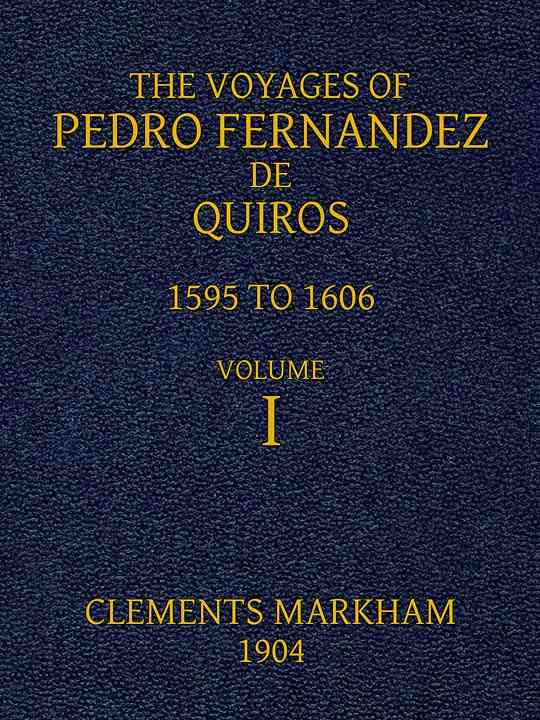 THE VOYAGES OF
PEDRO FERNANDEZ
DE
QUIROS
1595 TO 1606
VOLUME
I
CLEMENTS MARKHAM
1904